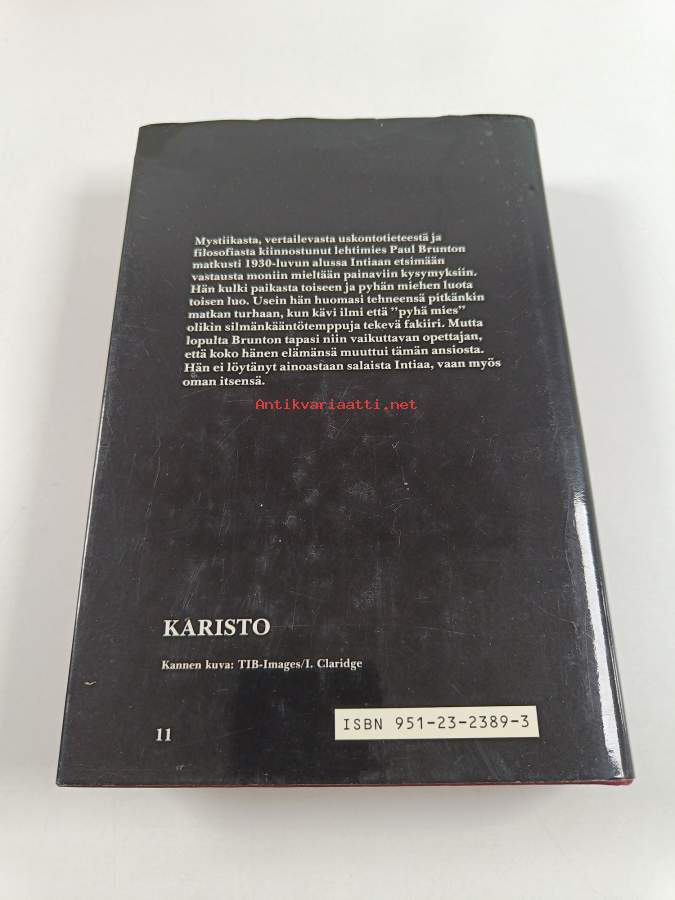 Mystiikasta, vertailevasta uskontotieteestä ja
filosofiasta kiinnostunut lehtimies Paul Brunton
matkusti 1930-luvun alussa Intiaan etsimään
vastausta moniin mieltään painaviin kysymyksiin.
Hän kulki paikasta toiseen ja pyhän miehen luota
toisen luo. Usein hän huomasi tehneensä pitkänkin
matkan turhaan, kun kävi ilmi että ”pyhä mies”
olikin silmänkääntötemppuja tekevä fakiiri. Mutta
lopulta Brunton tapasi niin vaikuttavan opettajan,
että koko hänen elämänsä muuttui tämän ansiosta.
Hän ei löytänyt ainoastaan salaista Intiaa, vaan myös
oman itsensä.
Antikvariaatti.net
KARISTO
Kannen kuva: TIB-Images/I. Claridge
11
ISBN 951-23-2389-3